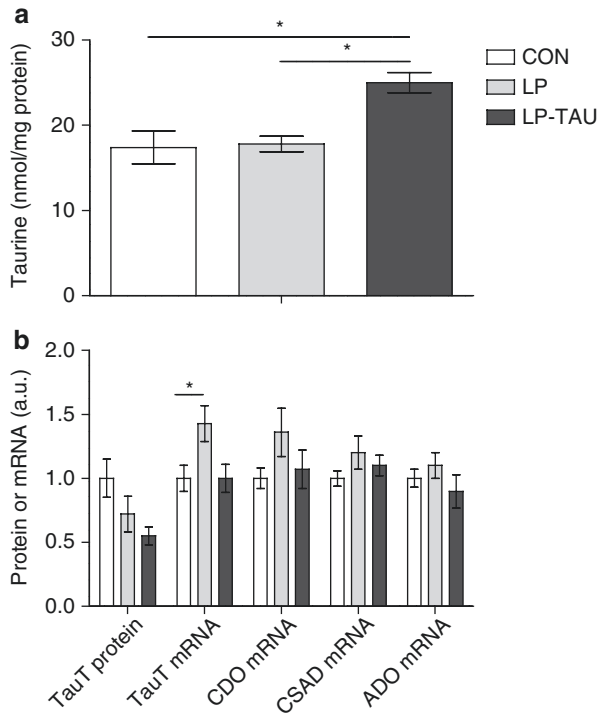 a
*
*
30
20
10
0
Taurine (nmol/mg protein)
CON
LP
LP-TAU
b
2.0
1.5
1.0
0.5
0.0
Protein or mRNA (a.u.)
*
TauT protein
TauT mRNA
CDO mRNA
CSAD mRNA
ADO mRNA